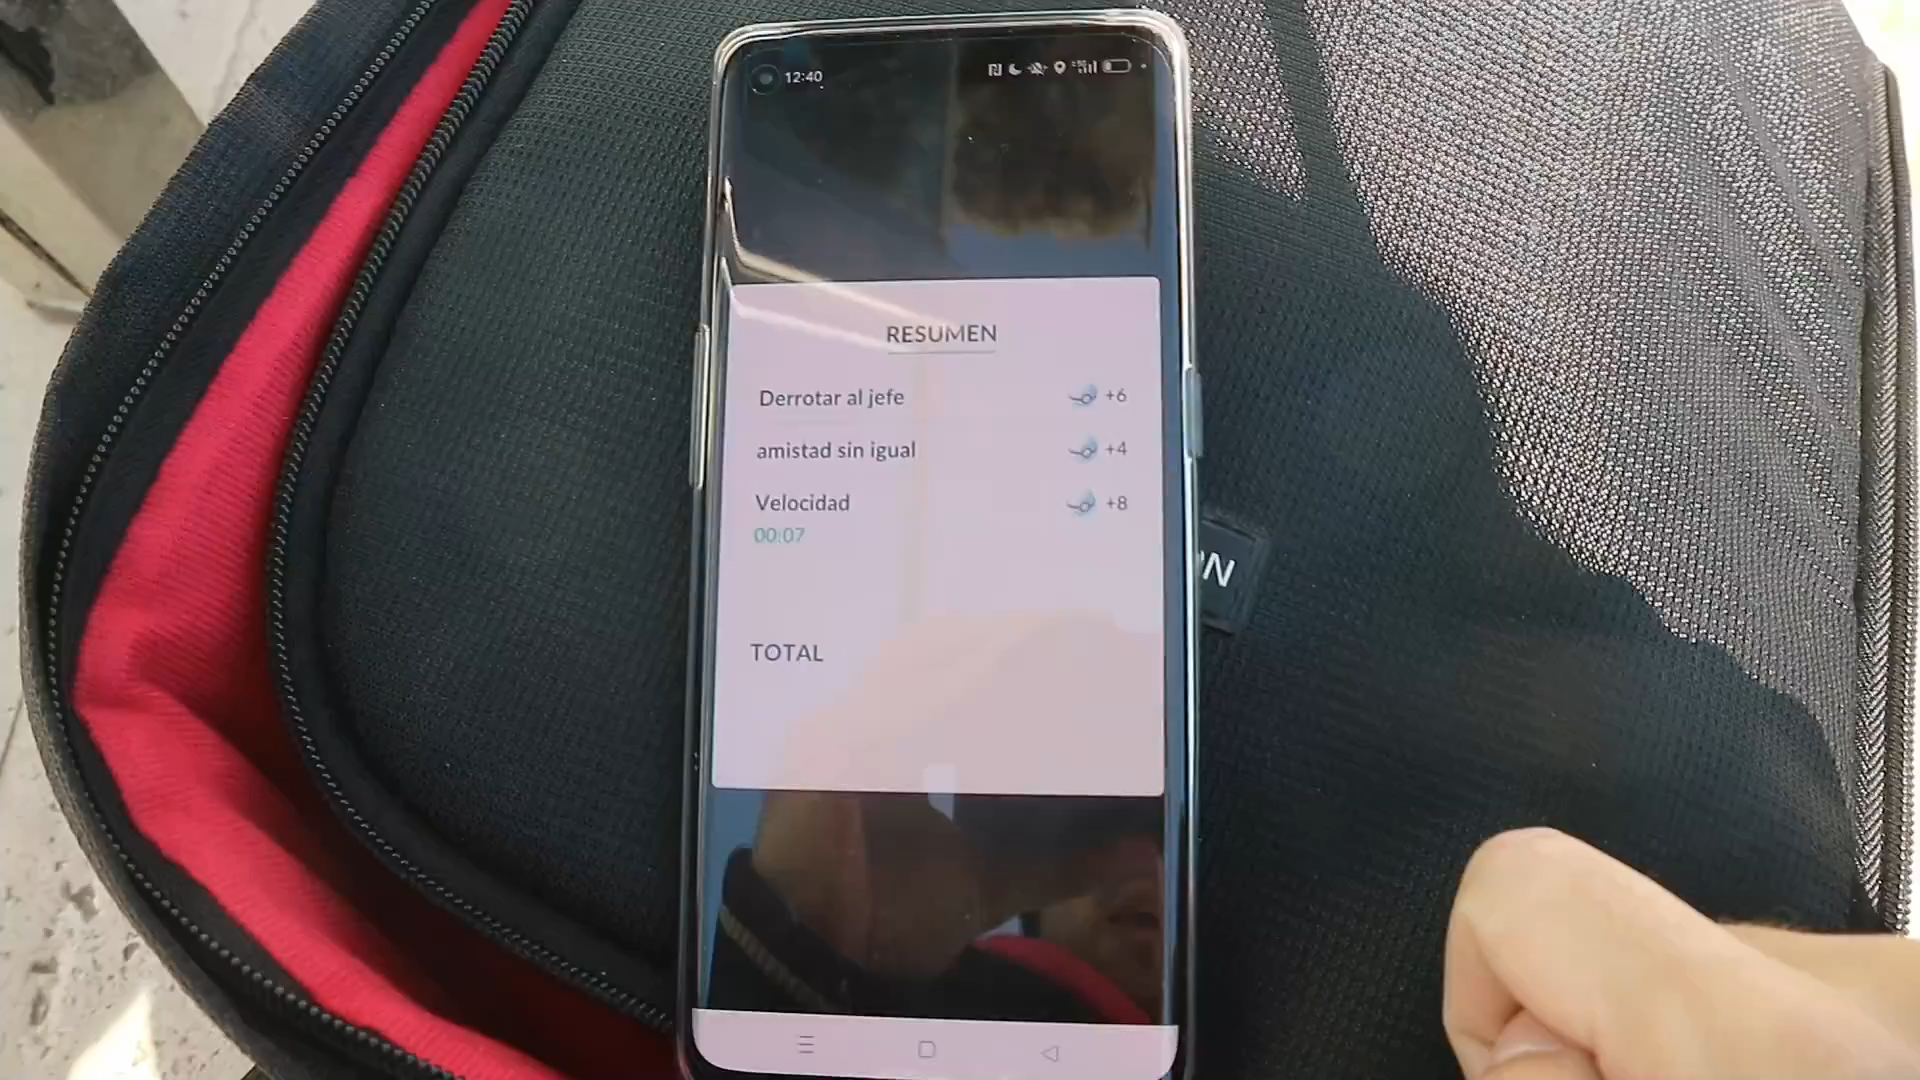 12:40
RESUMEN
Derrotar al jefe +6
amistad sin igual +4
Velocidad +8
00:07
TOTAL